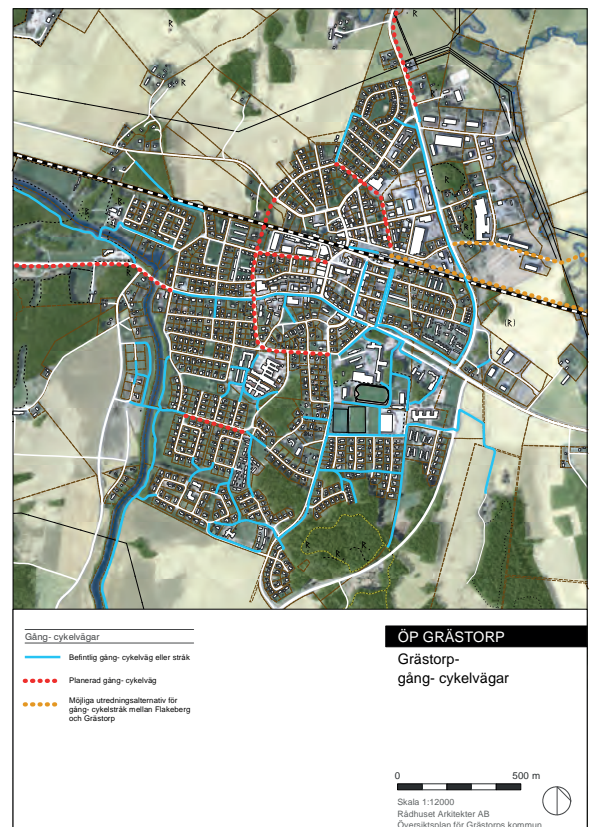 R
R
R
R
R
R
(R)
R
R
R
R
Gång- cykelvägar
Befintlig gång- cykelväg eller stråk
Planerad gång- cykelväg
Möjliga utredningsalternativ för
gång- cykelstråk mellan Flakeberg
och Grästorp
ÖP GRÄSTORP
Grästorp-
gång- cykelvägar
0 500 m
Skala 1:12000
Rådhuset Arkitekter AB
Översiktsplan för Grästorps kommun